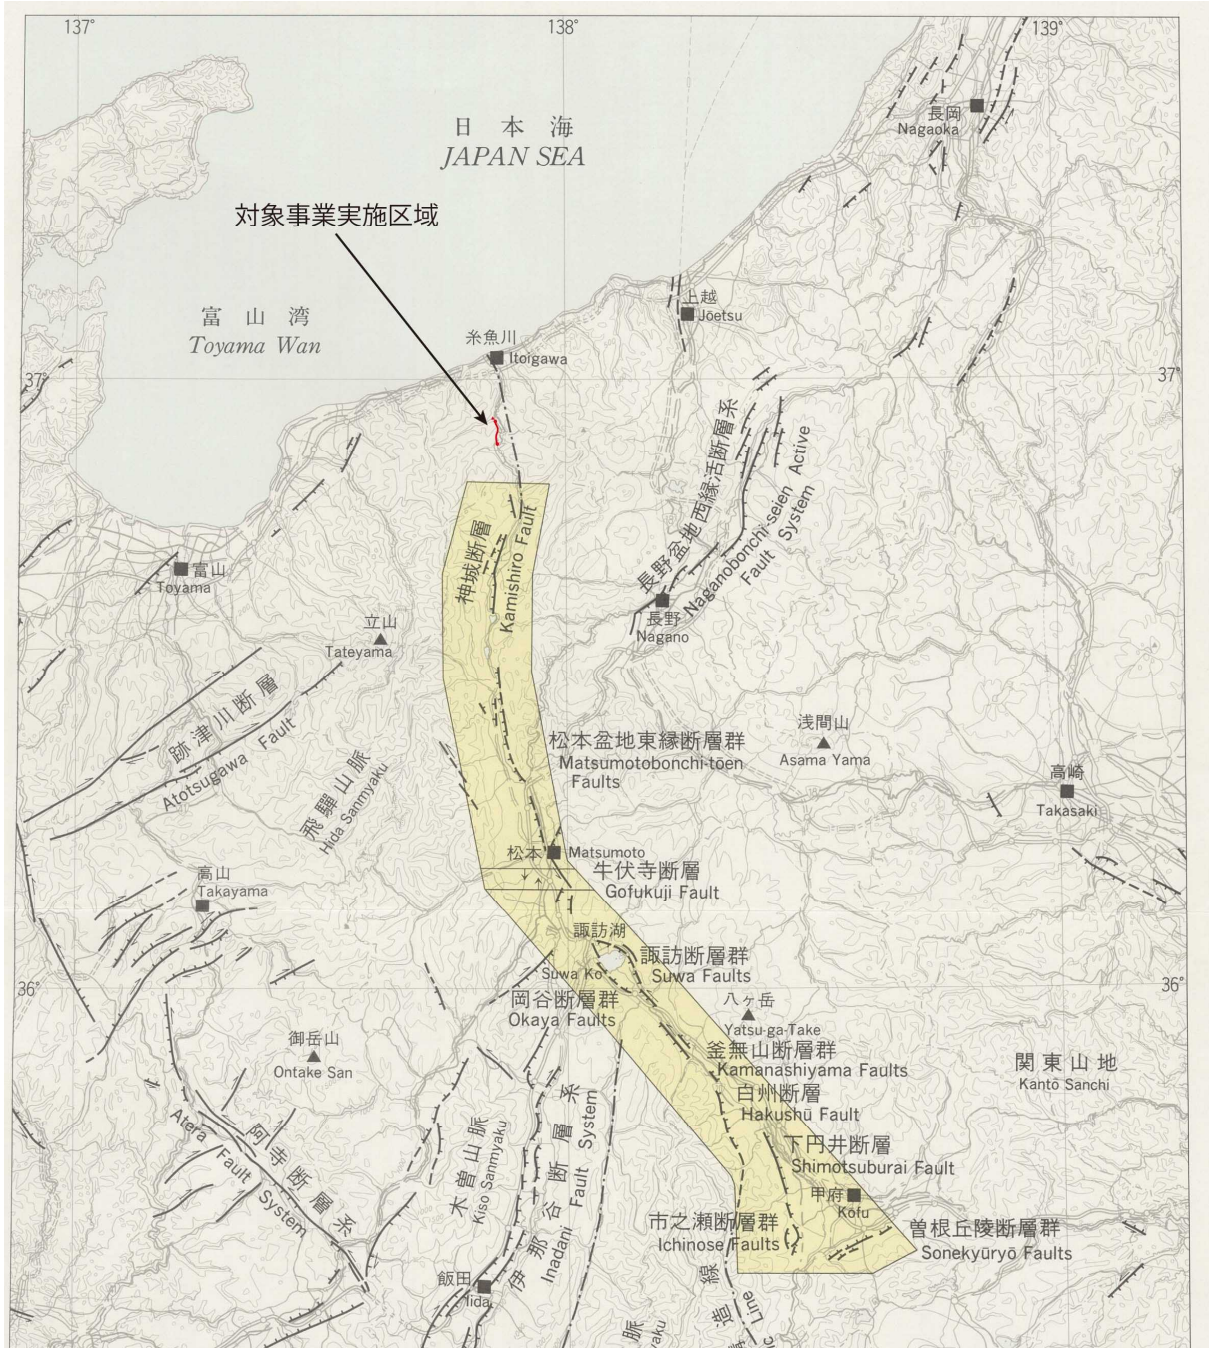 137°
138°
139°
日本海
JAPAN SEA
長岡
Nagaoka
対象事業実施区域
富山湾
Toyama Wan
上越
Jōetsu
糸魚川
Itoigawa
37°
37°
長野盆地西縁活断層系
Naganobonchi-seien Active
Fault System
神城断層
Kamishiro Fault
富山
Toyama
長野
Nagano
立山
Tateyama
跡津川断層
Atotsugawa Fault
飛騨山脈
Hida Sanmyaku
松本盆地東縁断層群
Matsumotobonchi-tōen
Faults
浅間山
Asama Yama
高崎
Takasaki
松本
Matsumoto
牛伏寺断層
Gofukuji Fault
高山
Takayama
諏訪湖
Suwa Ko
諏訪断層群
Suwa Faults
36°
36°
岡谷断層群
Okaya Faults
八ヶ岳
Yatsu-ga-Take
御岳山
Ontake San
釜無山断層群
Kamanashiyama Faults
関東山地
Kantō Sanchi
白州断層
Hakushū Fault
阿寺断層系
Atera Fault System
木曽山脈
Kiso Sanmyaku
伊那谷断層系
Inadani Fault System
下円井断層
Shimotsuburai Fault
甲府
Kōfu
市之瀬断層群
Ichinose Faults
曽根丘陵断層群
Sonekyūryō Faults
飯田
Iida
造線
Line
脈